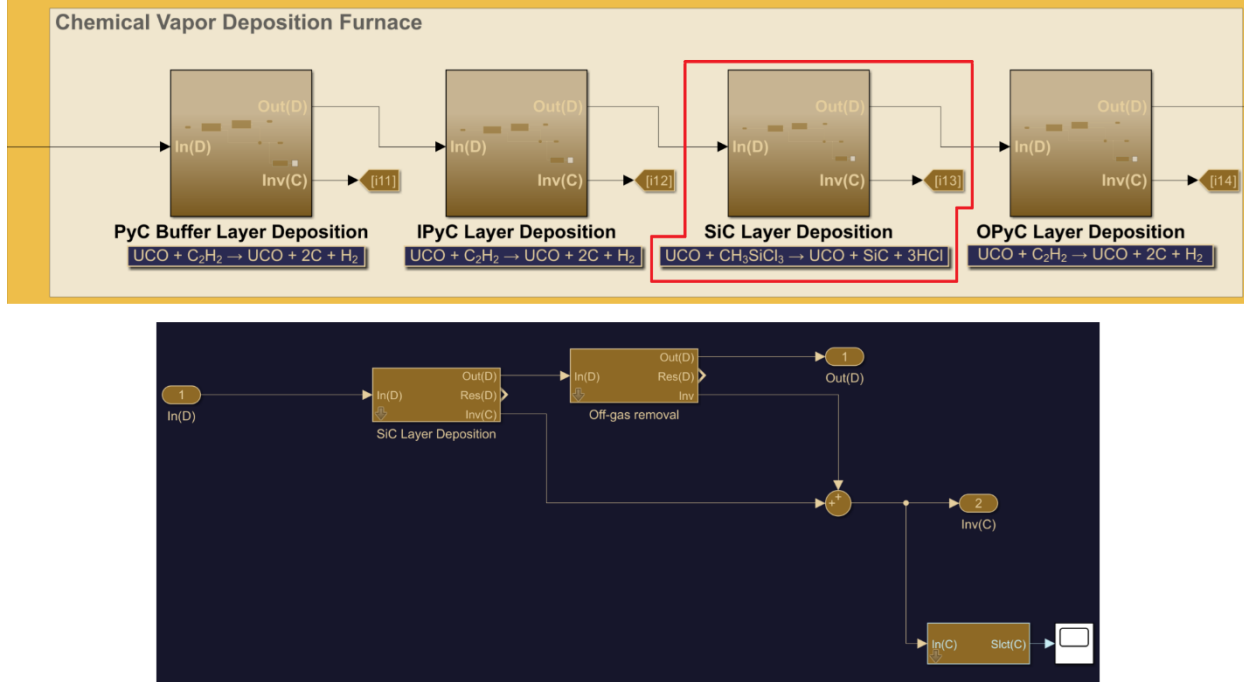 Chemical Vapor Deposition Furnace
In(D)
Out(D)
Inv(C)
[i11]
PyC Buffer Layer Deposition
UCO + C₂H₂ → UCO + 2C + H₂
In(D)
Out(D)
Inv(C)
[i12]
IPyC Layer Deposition
UCO + C₂H₂ → UCO + 2C + H₂
In(D)
Out(D)
Inv(C)
[i13]
SiC Layer Deposition
UCO + CH₃SiCl₃ → UCO + SiC + 3HCl
In(D)
Out(D)
Inv(C)
[i14]
OPyC Layer Deposition
UCO + C₂H₂ → UCO + 2C + H₂
1
In(D)
In(D)
Out(D)
Res(D)
Inv(C)
SiC Layer Deposition
In(D)
Out(D)
Res(D)
Inv
Off-gas removal
1
Out(D)
+ +
2
Inv(C)
In(C)
Slct(C)